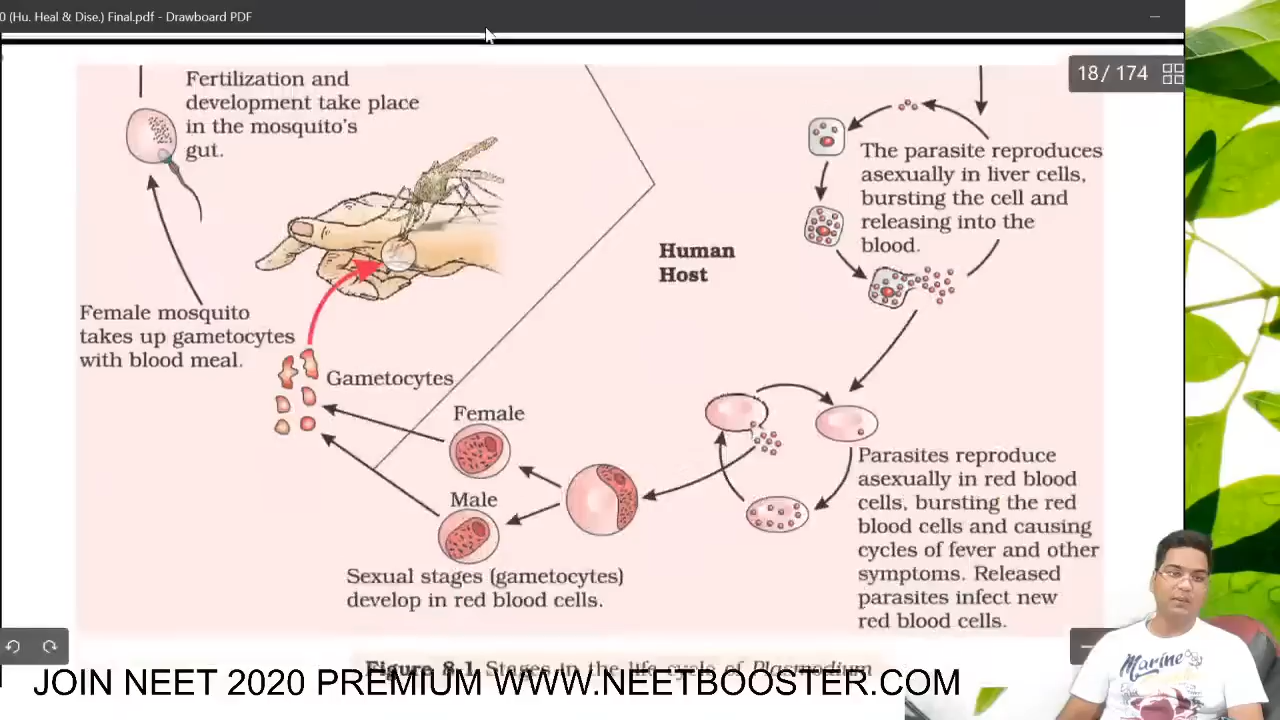 0 (Hu. Heal & Dise.) Final.pdf - Drawboard PDF
18 / 174
Fertilization and
development take place
in the mosquito's
gut.
The parasite reproduces
asexually in liver cells,
bursting the cell and
releasing into the
blood.
Human
Host
Female mosquito
takes up gametocytes
with blood meal.
Gametocytes
Female
Male
Parasites reproduce
asexually in red blood
cells, bursting the red
blood cells and causing
cycles of fever and other
symptoms. Released
parasites infect new
red blood cells.
Sexual stages (gametocytes)
develop in red blood cells.
Figure 8.1 Stages in the life cycle of Plasmodium
JOIN NEET 2020 PREMIUM WWW.NEETBOOSTER.COM
Marine